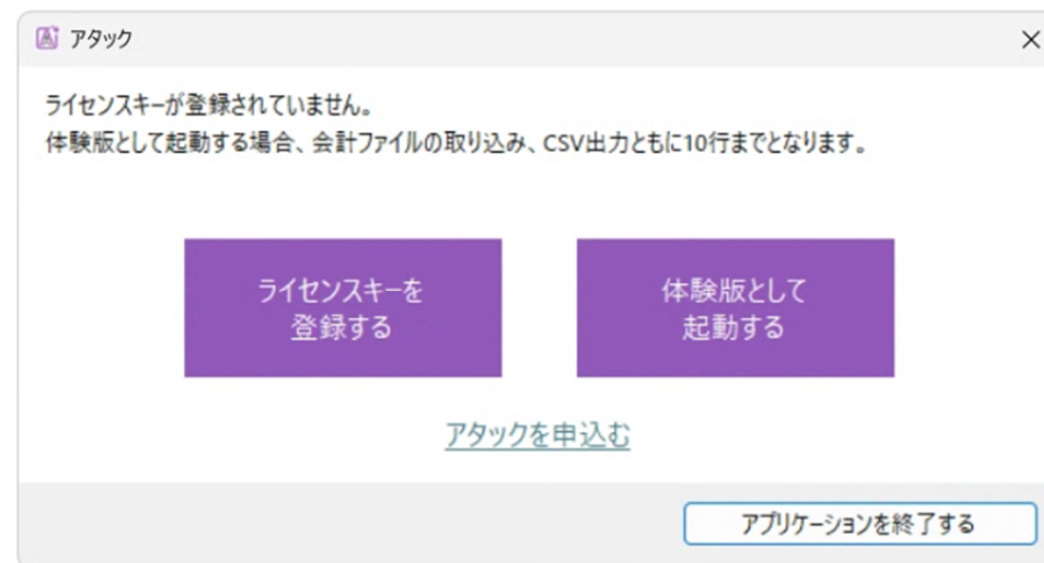 アタック
ライセンスキーが登録されていません。
体験版として起動する場合、会計ファイルの取り込み、CSV出力ともに10行までとなります。
ライセンスキーを
登録する
体験版として
起動する
アタックを申込む
アプリケーションを終了する